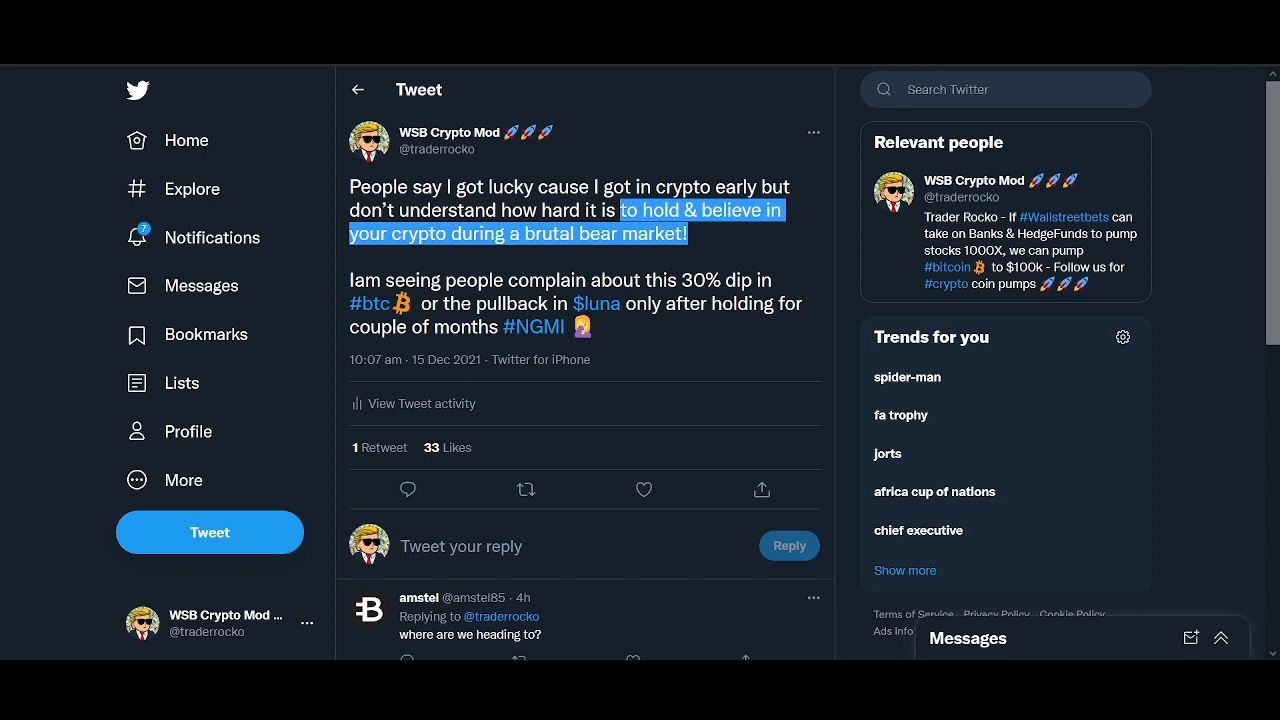 Home
Explore
7
Notifications
Messages
Bookmarks
Lists
Profile
More
Tweet
WSB Crypto Mod ...
@traderrocko
Tweet
WSB Crypto Mod 🚀🚀🚀
@traderrocko
People say I got lucky cause I got in crypto early but
don’t understand how hard it is to hold & believe in
your crypto during a brutal bear market!
Iam seeing people complain about this 30% dip in
#btc or the pullback in $luna only after holding for
couple of months #NGMI 🤦‍♀️
10:07 am · 15 Dec 2021 · Twitter for iPhone
View Tweet activity
1 Retweet 33 Likes
Tweet your reply
Reply
amstel @amstel85 · 4h
Replying to @traderrocko
where are we heading to?
Search Twitter
Relevant people
WSB Crypto Mod 🚀🚀🚀
@traderrocko
Trader Rocko - If #Wallstreetbets can
take on Banks & HedgeFunds to pump
stocks 1000X, we can pump
#bitcoin to $100k - Follow us for
#crypto coin pumps 🚀🚀🚀
Trends for you
spider-man
fa trophy
jorts
africa cup of nations
chief executive
Show more
Terms of Service Privacy Policy Cookie Policy
Ads Info
Messages